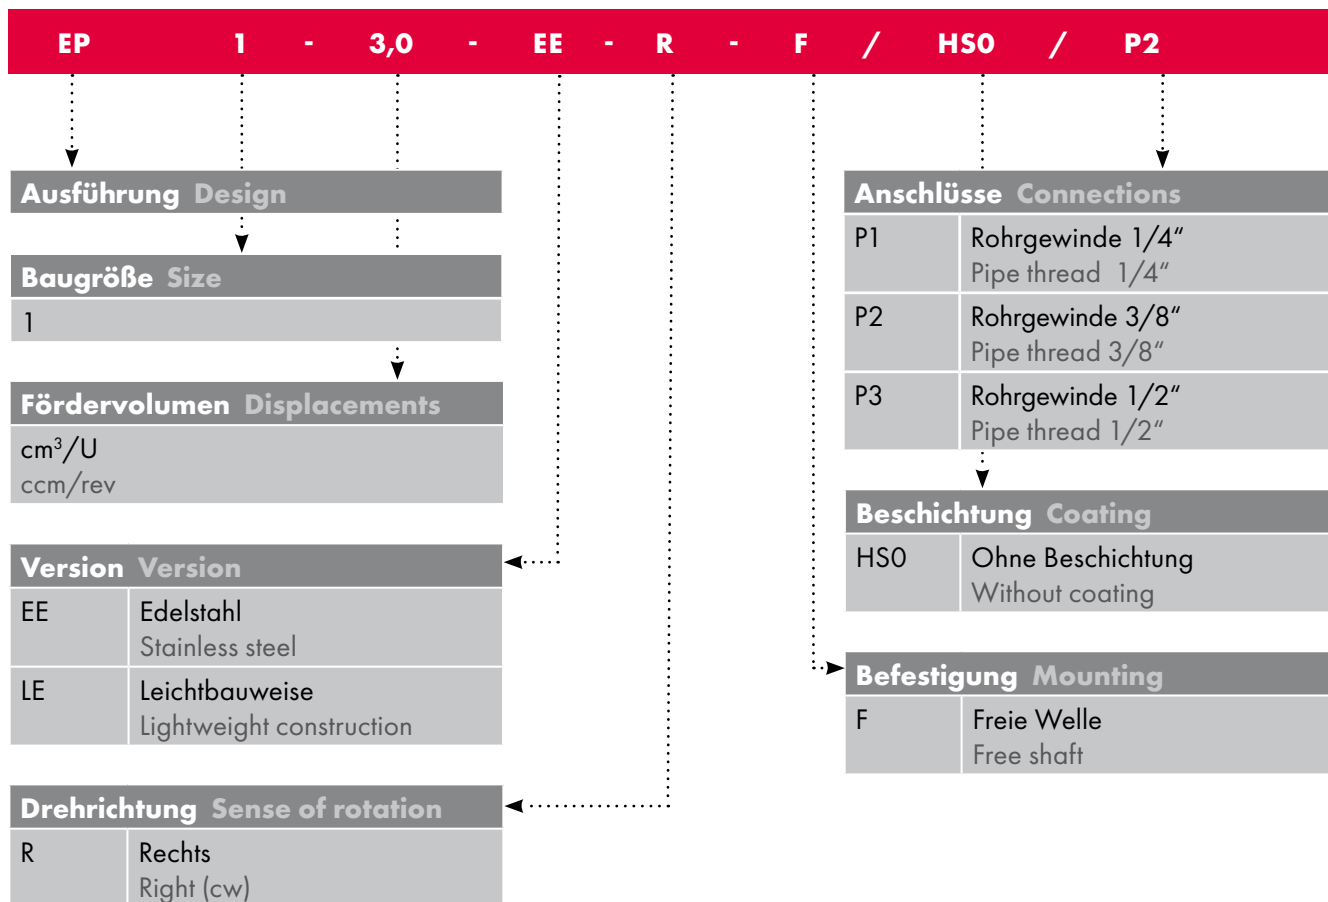 EP 1 - 3,0 - EE - R - F / HS0 / P2
Ausführung Design
Baugröße Size
1
Fördervolumen Displacements
cm³/U
ccm/rev
Version Version
EE Edelstahl
Stainless steel
LE Leichtbauweise
Lightweight construction
Drehrichtung Sense of rotation
R Rechts
Right (cw)
Anschlüsse Connections
P1 Rohrgewinde 1/4“
Pipe thread 1/4“
P2 Rohrgewinde 3/8“
Pipe thread 3/8“
P3 Rohrgewinde 1/2“
Pipe thread 1/2“
Beschichtung Coating
HS0 Ohne Beschichtung
Without coating
Befestigung Mounting
F Freie Welle
Free shaft